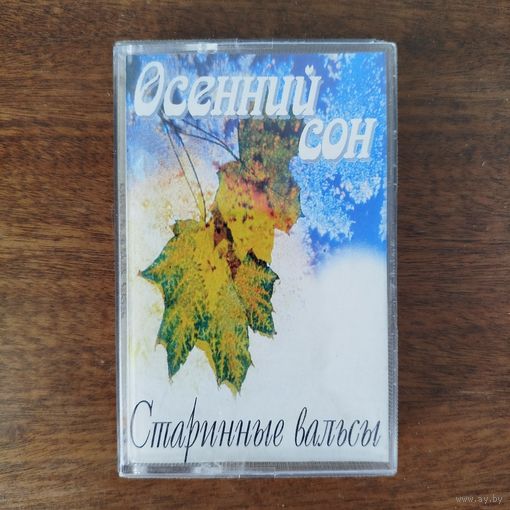 Осенний
сон
Старинные вальсы
www.ay.by